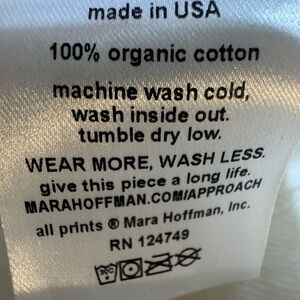 made in USA
100% organic cotton
machine wash cold,
wash inside out.
tumble dry low.
WEAR MORE, WASH LESS.
give this piece a long life.
MARAHOFFMAN.COM/APPROACH
all prints ® Mara Hoffman, Inc.
RN 124749